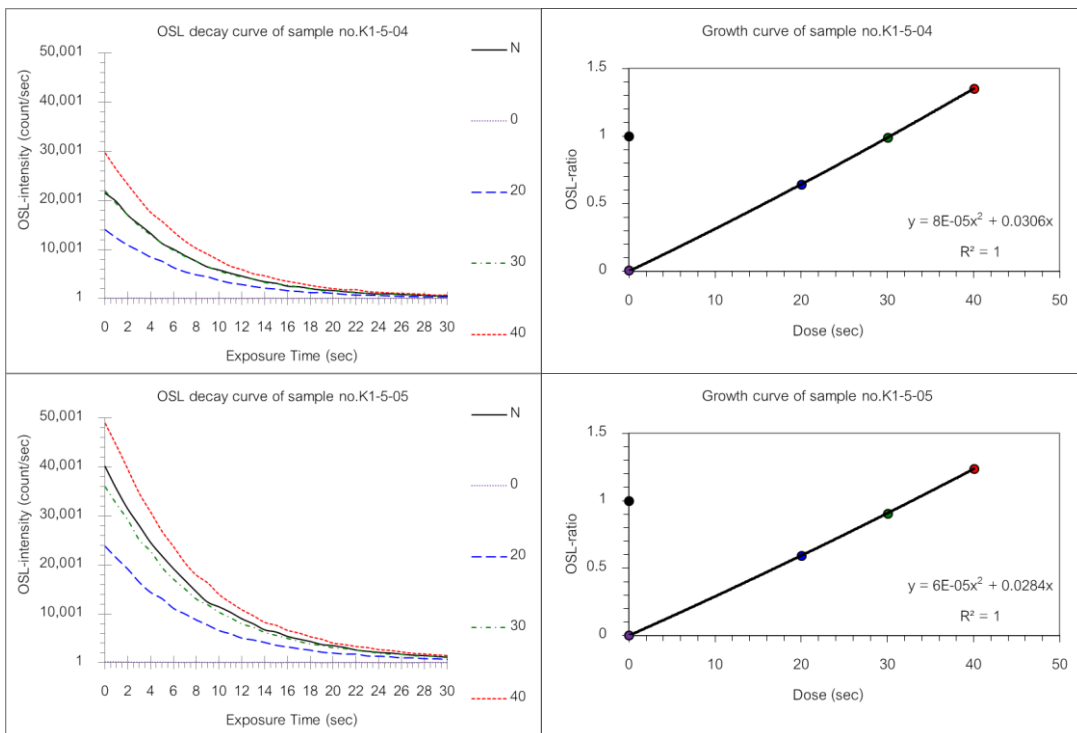 OSL decay curve of sample no.K1-5-04
50,001
40,001
30,001
20,001
10,001
1
OSL-intensity (count/sec)
0 2 4 6 8 10 12 14 16 18 20 22 24 26 28 30
Exposure Time (sec)
N
0
20
30
40
Growth curve of sample no.K1-5-04
1.5
1
0.5
0
OSL-ratio
y = 8E-05x² + 0.0306x
R² = 1
0 10 20 30 40 50
Dose (sec)
OSL decay curve of sample no.K1-5-05
50,001
40,001
30,001
20,001
10,001
1
OSL-intensity (count/sec)
0 2 4 6 8 10 12 14 16 18 20 22 24 26 28 30
Exposure Time (sec)
N
0
20
30
40
Growth curve of sample no.K1-5-05
1.5
1
0.5
0
OSL-ratio
y = 6E-05x² + 0.0284x
R² = 1
0 10 20 30 40 50
Dose (sec)